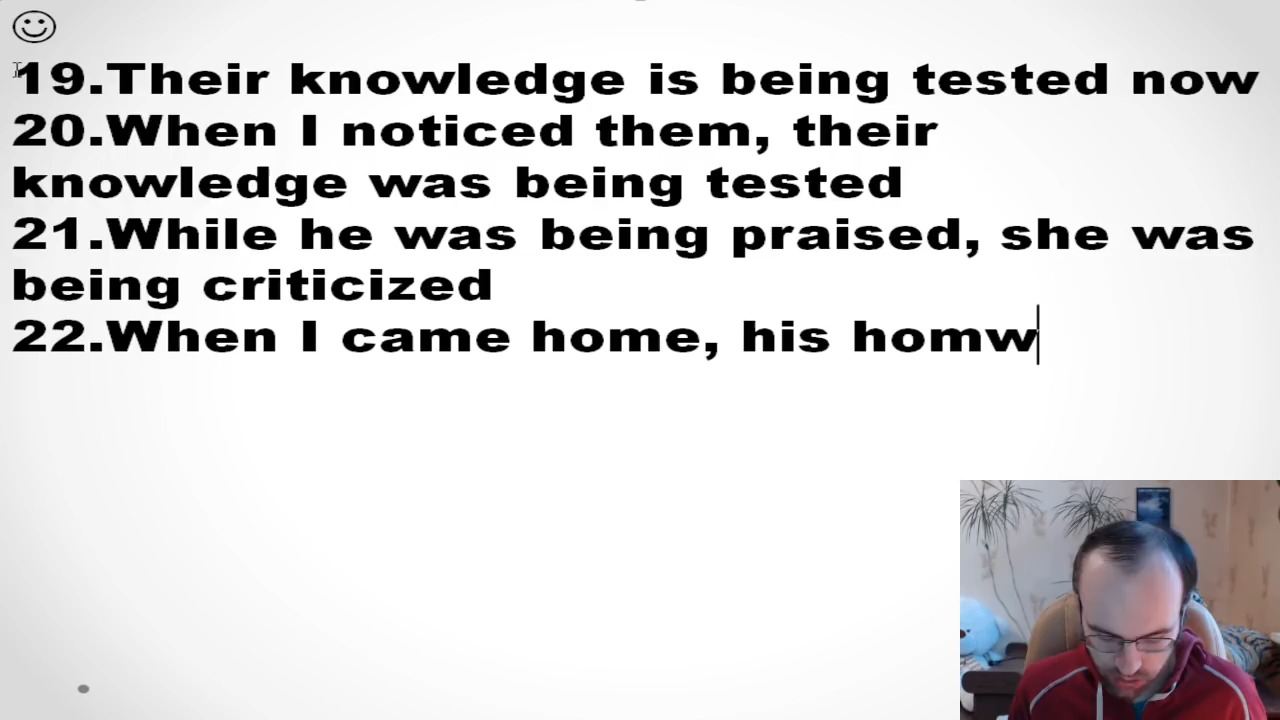 19.Their knowledge is being tested now
20.When I noticed them, their
knowledge was being tested
21.While he was being praised, she was
being criticized
22.When I came home, his homw